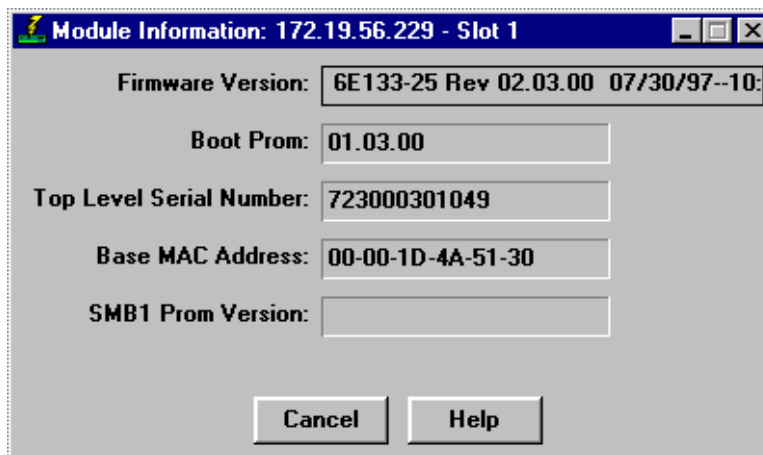 Module Information: 172.19.56.229 - Slot 1
Firmware Version: 6E133-25 Rev 02.03.00 07/30/97--10:
Boot Prom: 01.03.00
Top Level Serial Number: 723000301049
Base MAC Address: 00-00-1D-4A-51-30
SMB1 Prom Version:
Cancel Help